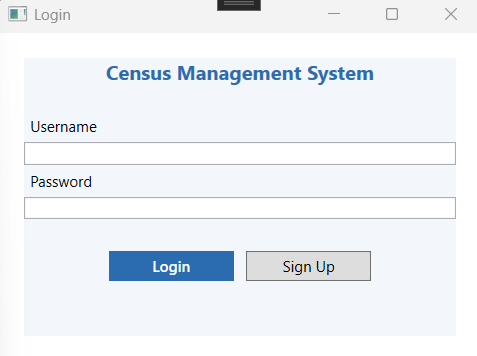 Login
Census Management System
Username
Password
Login Sign Up